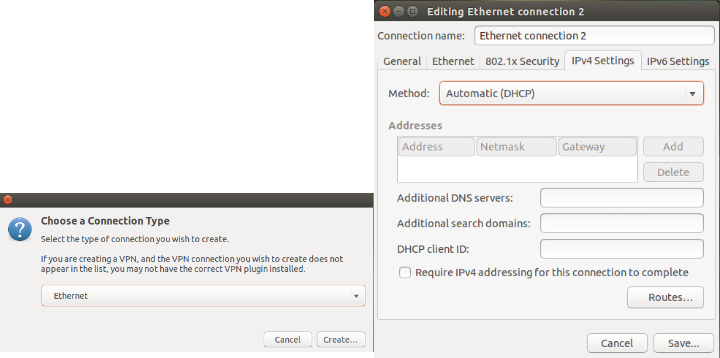 Choose a Connection Type
Select the type of connection you wish to create.
If you are creating a VPN, and the VPN connection you wish to create does not
appear in the list, you may not have the correct VPN plugin installed.
Ethernet
Cancel Create...
Editing Ethernet connection 2
Connection name: Ethernet connection 2
General Ethernet 802.1x Security IPv4 Settings IPv6 Settings
Method: Automatic (DHCP)
Addresses
Address Netmask Gateway Add
Delete
Additional DNS servers:
Additional search domains:
DHCP client ID:
Require IPv4 addressing for this connection to complete
Routes...
Cancel Save...